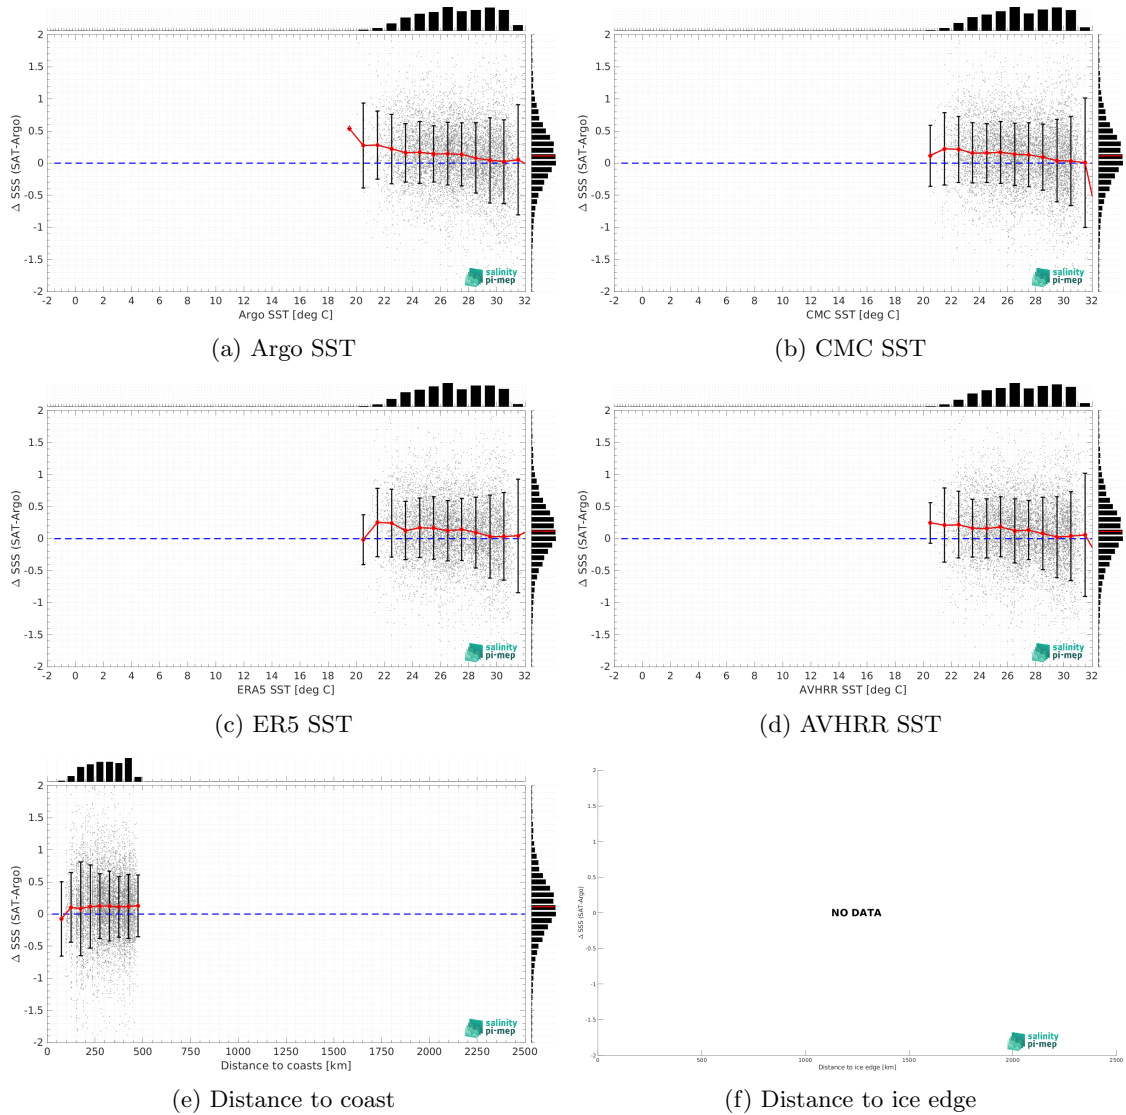 2
1.5
1
0.5
0
-0.5
-1
-1.5
-2
Δ SSS (SAT-Argo)
-2 0 2 4 6 8 10 12 14 16 18 20 22 24 26 28 30 32
Argo SST [deg C]
salinity
pi-mep
(a) Argo SST
2
1.5
1
0.5
0
-0.5
-1
-1.5
-2
Δ SSS (SAT-Argo)
-2 0 2 4 6 8 10 12 14 16 18 20 22 24 26 28 30 32
CMC SST [deg C]
salinity
pi-mep
(b) CMC SST
2
1.5
1
0.5
0
-0.5
-1
-1.5
-2
Δ SSS (SAT-Argo)
-2 0 2 4 6 8 10 12 14 16 18 20 22 24 26 28 30 32
ERA5 SST [deg C]
salinity
pi-mep
(c) ER5 SST
2
1.5
1
0.5
0
-0.5
-1
-1.5
-2
Δ SSS (SAT-Argo)
-2 0 2 4 6 8 10 12 14 16 18 20 22 24 26 28 30 32
AVHRR SST [deg C]
salinity
pi-mep
(d) AVHRR SST
2
1.5
1
0.5
0
-0.5
-1
-1.5
-2
Δ SSS (SAT-Argo)
0 250 500 750 1000 1250 1500 1750 2000 2250 2500
Distance to coasts [km]
salinity
pi-mep
(e) Distance to coast
2
1.5
1
0.5
0
-0.5
-1
-1.5
-2
Δ SSS (SAT-Argo)
NO DATA
0 500 1000 1500 2000 2500
Distance to ice edge [km]
salinity
pi-mep
(f) Distance to ice edge